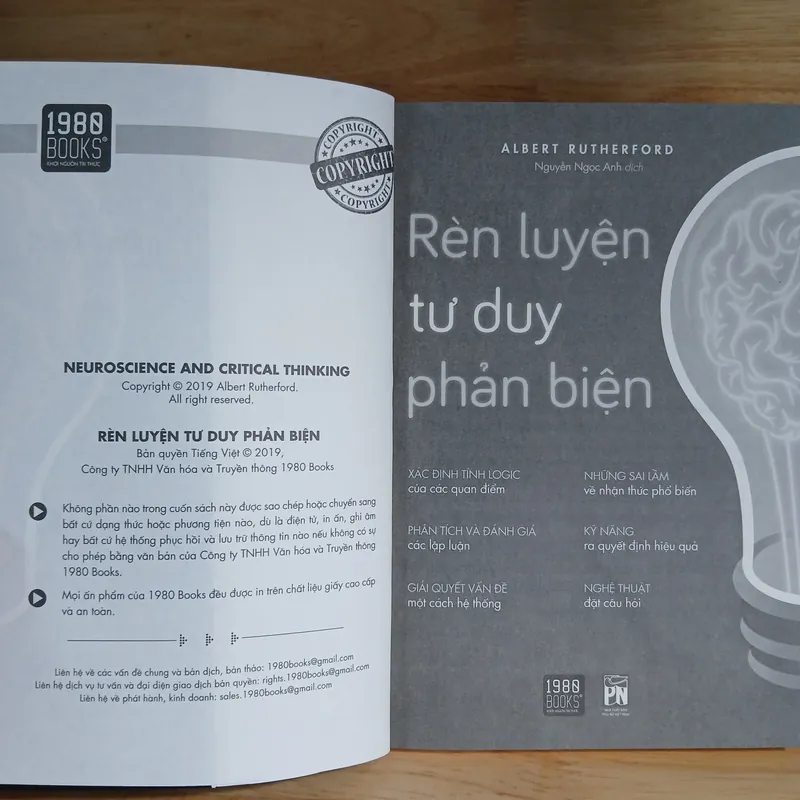 1980
BOOKS®
KHƠI NGUỒN TRI THỨC
COPYRIGHT
COPYRIGHT
COPYRIGHT
NEUROSCIENCE AND CRITICAL THINKING
Copyright © 2019 Albert Rutherford.
All right reserved.
RÈN LUYỆN TƯ DUY PHẢN BIỆN
Bản quyền Tiếng Việt © 2019,
Công ty TNHH Văn hóa và Truyền thông 1980 Books
Không phần nào trong cuốn sách này được sao chép hoặc chuyển sang
bất cứ dạng thức hoặc phương tiện nào, dù là điện tử, in ấn, ghi âm
hay bất cứ hệ thống phục hồi và lưu trữ thông tin nào nếu không có sự
cho phép bằng văn bản của Công ty TNHH Văn hóa và Truyền thông
1980 Books.
Mọi ấn phẩm của 1980 Books đều được in trên chất liệu giấy cao cấp
và an toàn.
Liên hệ về các vấn đề chung và bản dịch, bản thảo: 1980books@gmail.com
Liên hệ dịch vụ tư vấn và đại diện giao dịch bản quyền: rights.1980books@gmail.com
Liên hệ về phát hành, kinh doanh: sales.1980books@gmail.com
ALBERT RUTHERFORD
Nguyễn Ngọc Anh dịch
Rèn luyện
tư duy
phản biện
XÁC ĐỊNH TÍNH LOGIC
của các quan điểm
NHỮNG SAI LẦM
về nhận thức phổ biến
PHÂN TÍCH VÀ ĐÁNH GIÁ
các lập luận
KỸ NĂNG
ra quyết định hiệu quả
GIẢI QUYẾT VẤN ĐỀ
một cách hệ thống
NGHỆ THUẬT
đặt câu hỏi
1980
BOOKS
PN